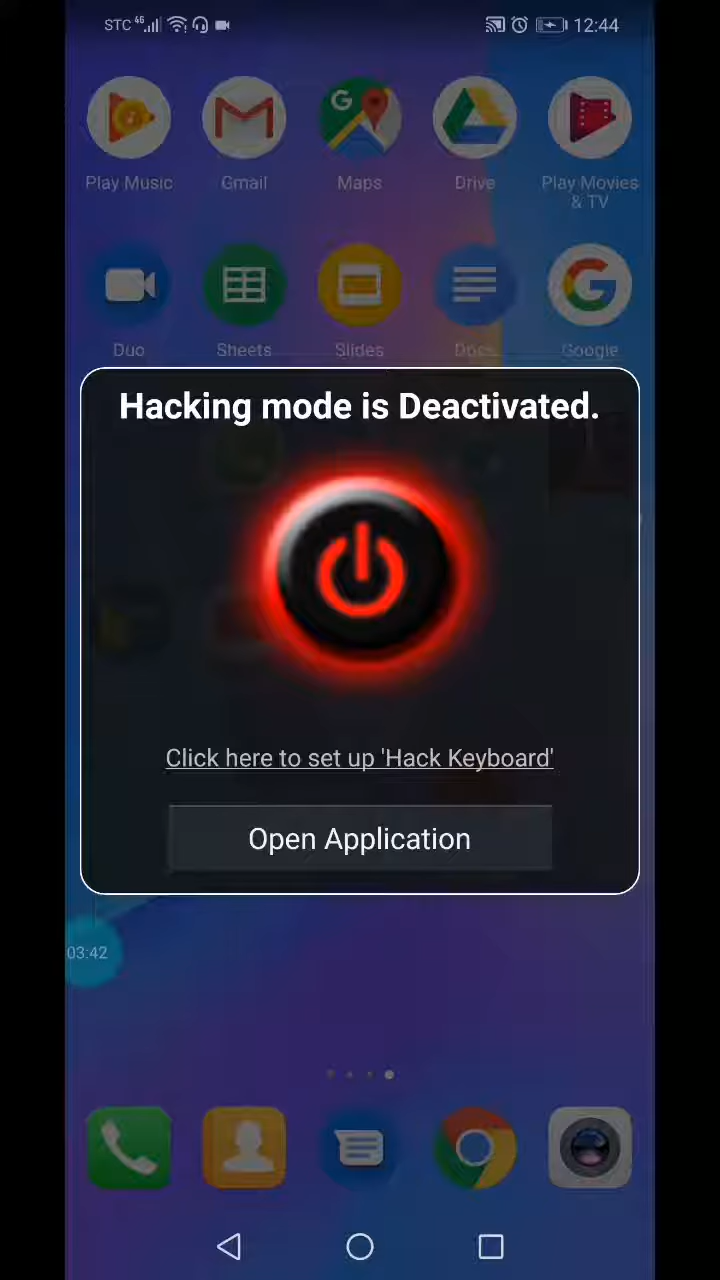 STC 4G 12:44
Play Music Gmail Maps Drive Play Movies
& TV
Duo Sheets Slides Docs Google
Hacking mode is Deactivated.
Click here to set up 'Hack Keyboard'
Open Application
03:42